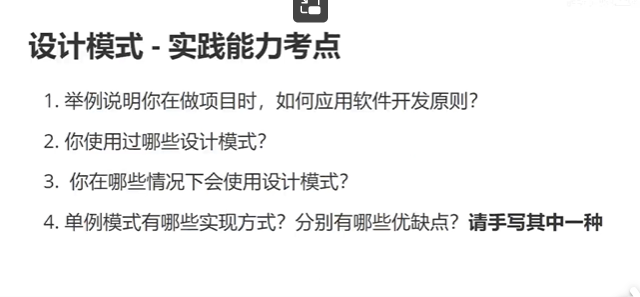 设计模式 - 实践能力考点
1. 举例说明你在做项目时，如何应用软件开发原则？
2. 你使用过哪些设计模式？
3. 你在哪些情况下会使用设计模式？
4. 单例模式有哪些实现方式？分别有哪些优缺点？请手写其中一种